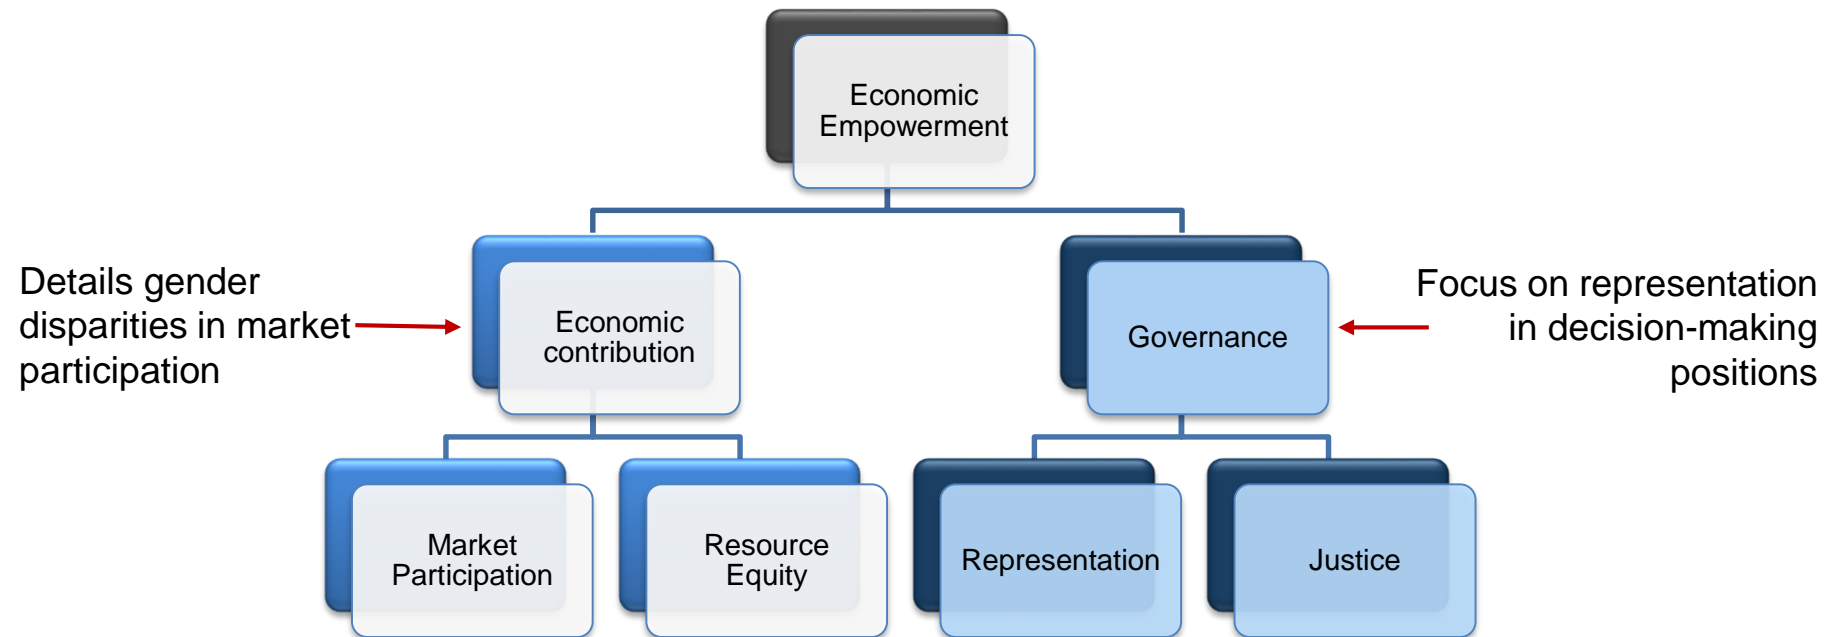 Economic
Empowerment
Details gender
disparities in market
participation
Economic
contribution
Governance
Focus on representation
in decision-making
positions
Market
Participation
Resource
Equity
Representation
Justice